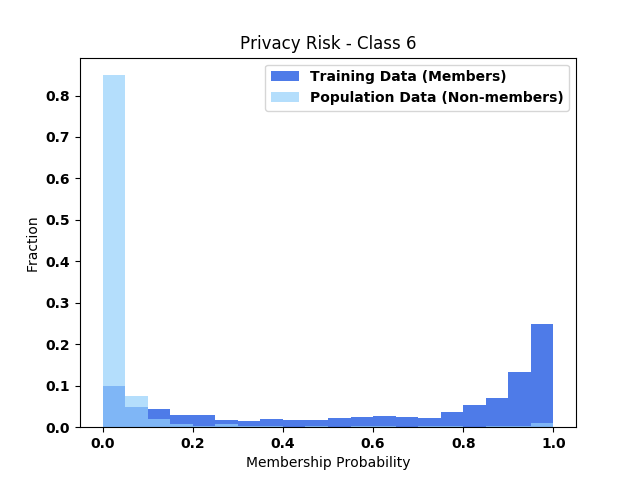 Privacy Risk - Class 6
Training Data (Members)
Population Data (Non-members)
Fraction
0.8
0.7
0.6
0.5
0.4
0.3
0.2
0.1
0.0
0.0 0.2 0.4 0.6 0.8 1.0
Membership Probability